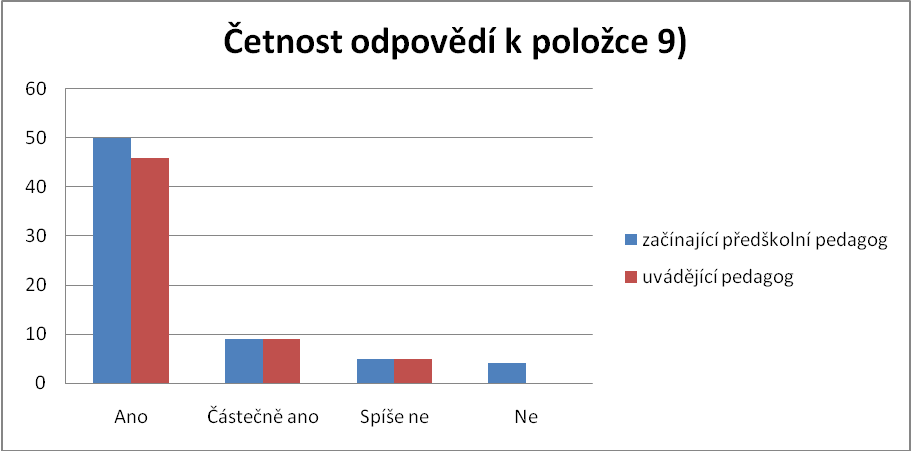 Četnost odpovědí k položce 9)
60
50
40
30
20
10
0
Ano
Částečně ano
Spíše ne
Ne
začínající předškolní pedagog
uvádějící pedagog